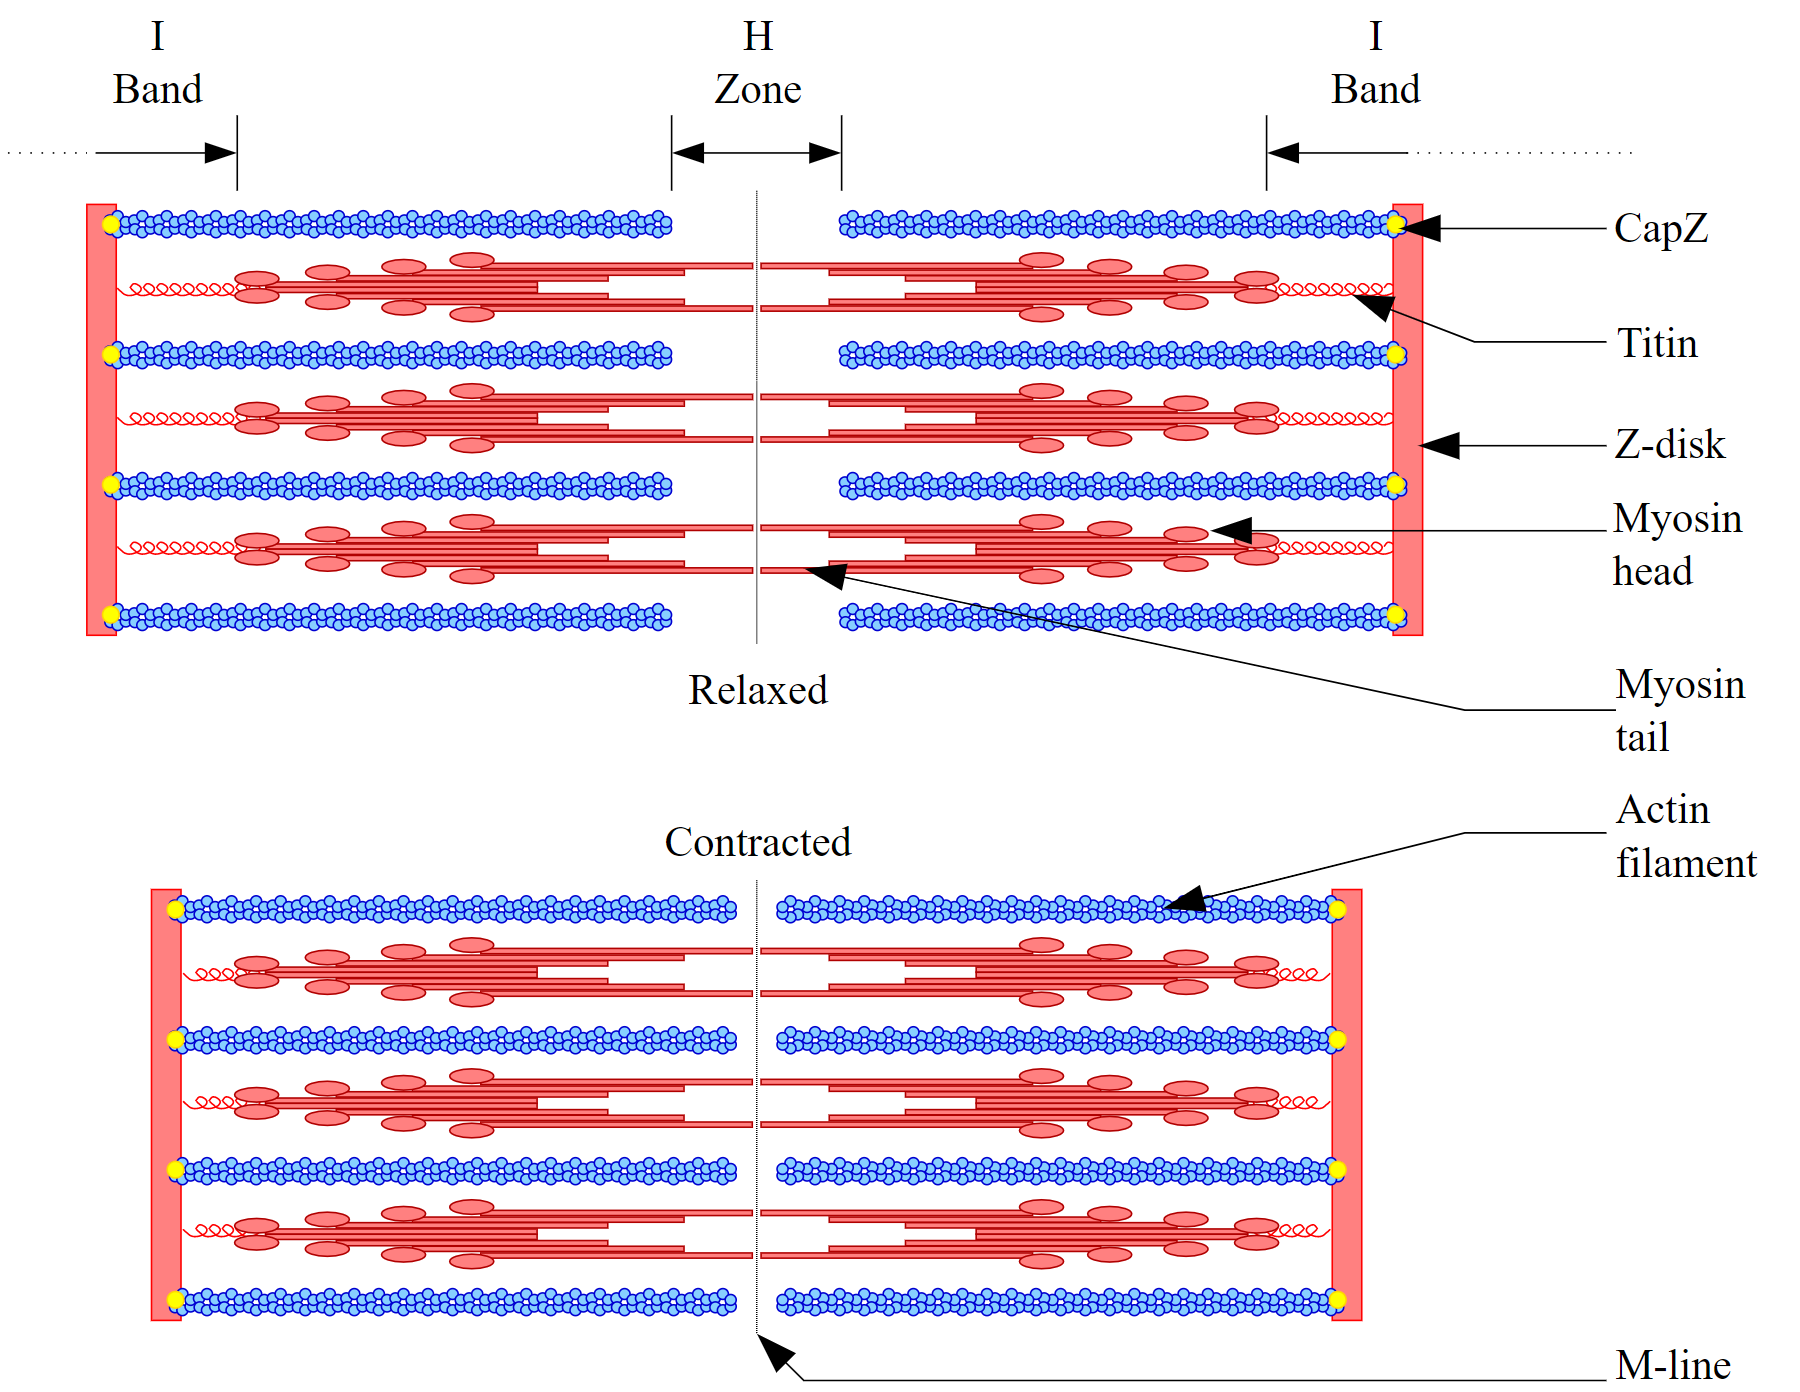 I
Band
H
Zone
I
Band
CapZ
Titin
Z-disk
Myosin
head
Relaxed
Myosin
tail
Actin
filament
Contracted
M-line